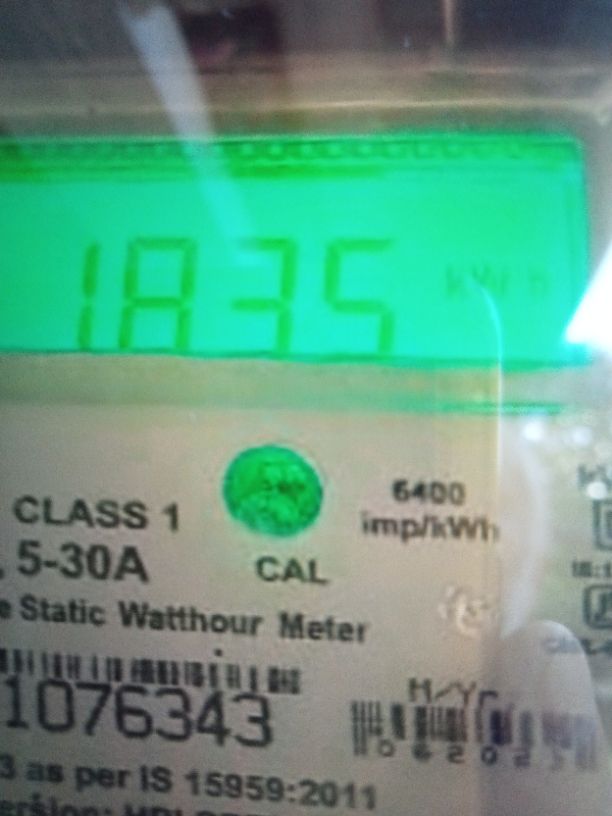 1835 kWh
CLASS 1
6400
imp/kWh
5-30A
CAL
Static Watthour Meter
1076343
M/Yr
3 as per IS 15959:2011